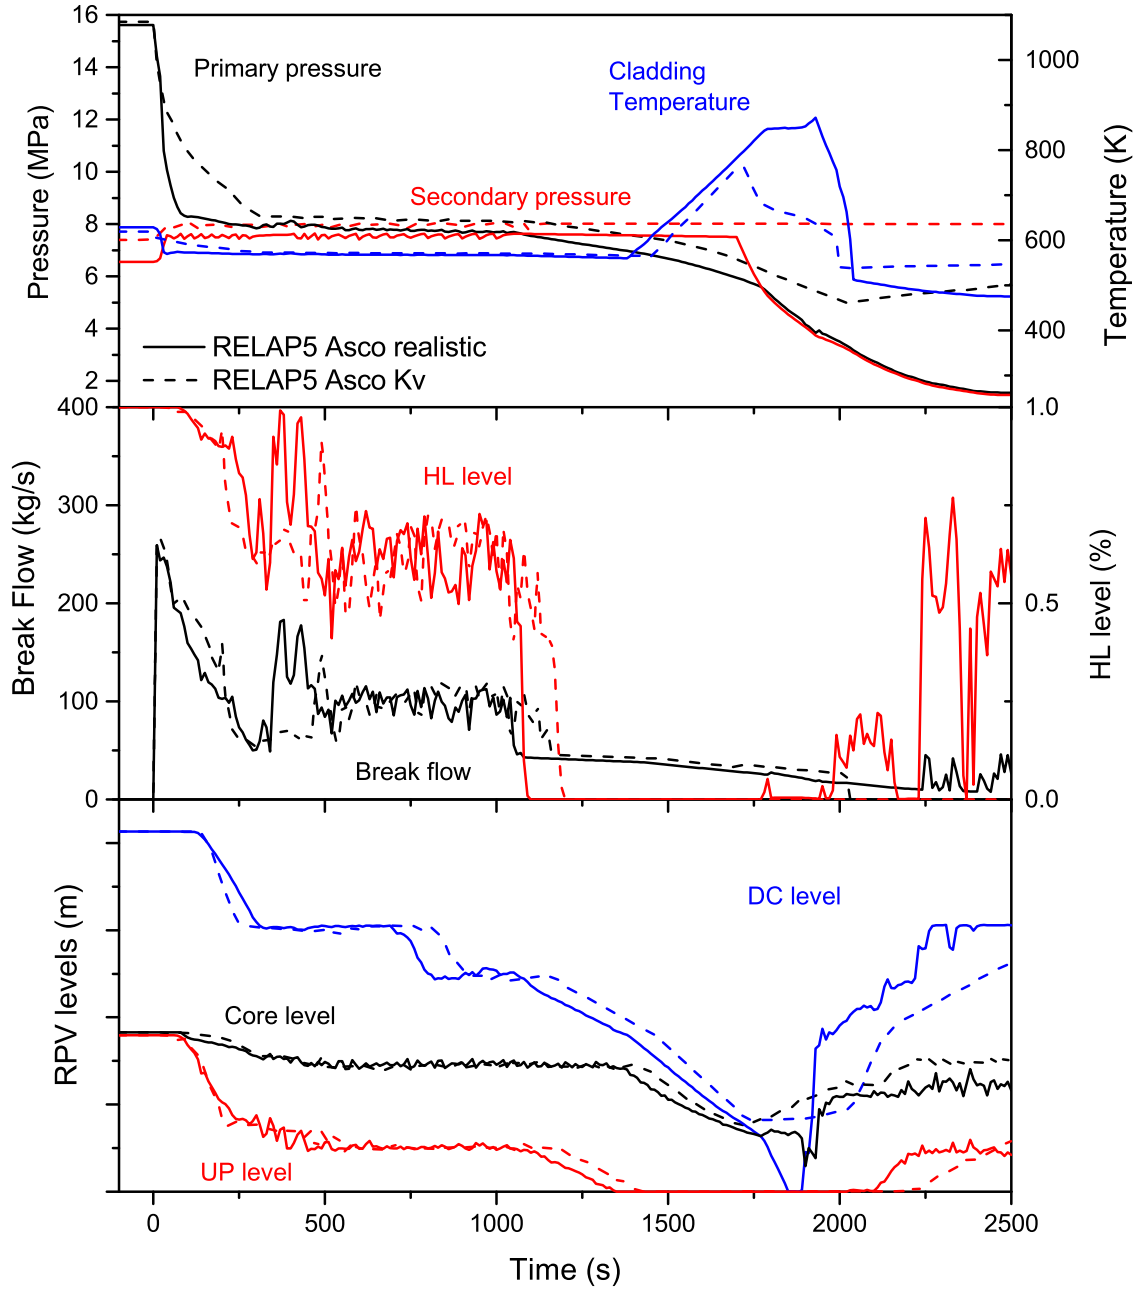 16
14
12
10
8
6
4
2
Pressure (MPa)
Primary pressure
Cladding
Temperature
Secondary pressure
RELAP5 Asco realistic
RELAP5 Asco Kv
1000
800
600
400
Temperature (K)
400
300
200
100
0
Break Flow (kg/s)
HL level
Break flow
1.0
0.5
0.0
HL level (%)
RPV levels (m)
DC level
Core level
UP level
0
500
1000
1500
2000
2500
Time (s)